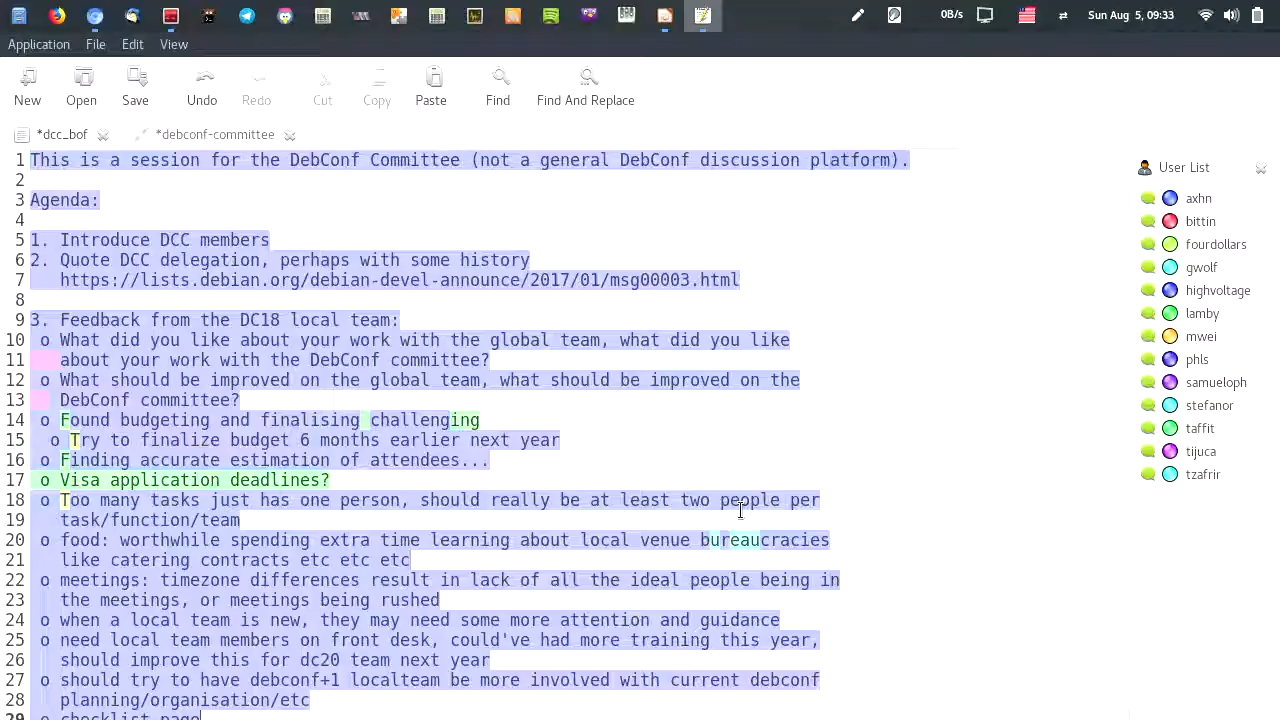 0B/s
Sun Aug 5, 09:33
Application File Edit View
New Open Save Undo Redo Cut Copy Paste Find Find And Replace
*dcc_bof *debconf-committee
1 This is a session for the DebConf Committee (not a general DebConf discussion platform).
2
3 Agenda:
4
5 1. Introduce DCC members
6 2. Quote DCC delegation, perhaps with some history
7 https://lists.debian.org/debian-devel-announce/2017/01/msg00003.html
8
9 3. Feedback from the DC18 local team:
10 o What did you like about your work with the global team, what did you like
11 about your work with the DebConf committee?
12 o What should be improved on the global team, what should be improved on the
13 DebConf committee?
14 o Found budgeting and finalising challenging
15 o Try to finalize budget 6 months earlier next year
16 o Finding accurate estimation of attendees...
17 o Visa application deadlines?
18 o Too many tasks just has one person, should really be at least two people per
19 task/function/team
20 o food: worthwhile spending extra time learning about local venue bureaucracies
21 like catering contracts etc etc etc
22 o meetings: timezone differences result in lack of all the ideal people being in
23 the meetings, or meetings being rushed
24 o when a local team is new, they may need some more attention and guidance
25 o need local team members on front desk, could've had more training this year,
26 should improve this for dc20 team next year
27 o should try to have debconf+1 localteam be more involved with current debconf
28 planning/organisation/etc
29 o checklist page
User List
axhn
bittin
fourdollars
gwolf
highvoltage
lamby
mwei
phls
samueloph
stefanor
taffit
tijuca
tzafrir